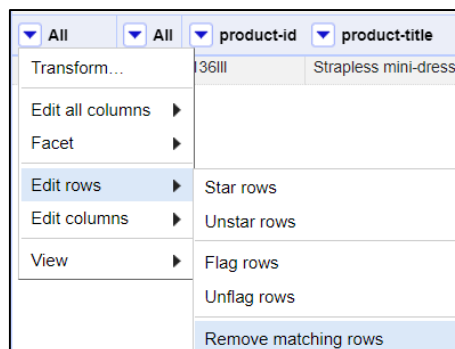 All All product-id product-title
136III Strapless mini-dress
Transform…
Edit all columns
Facet
Edit rows
Edit columns
View
Star rows
Unstar rows
Flag rows
Unflag rows
Remove matching rows